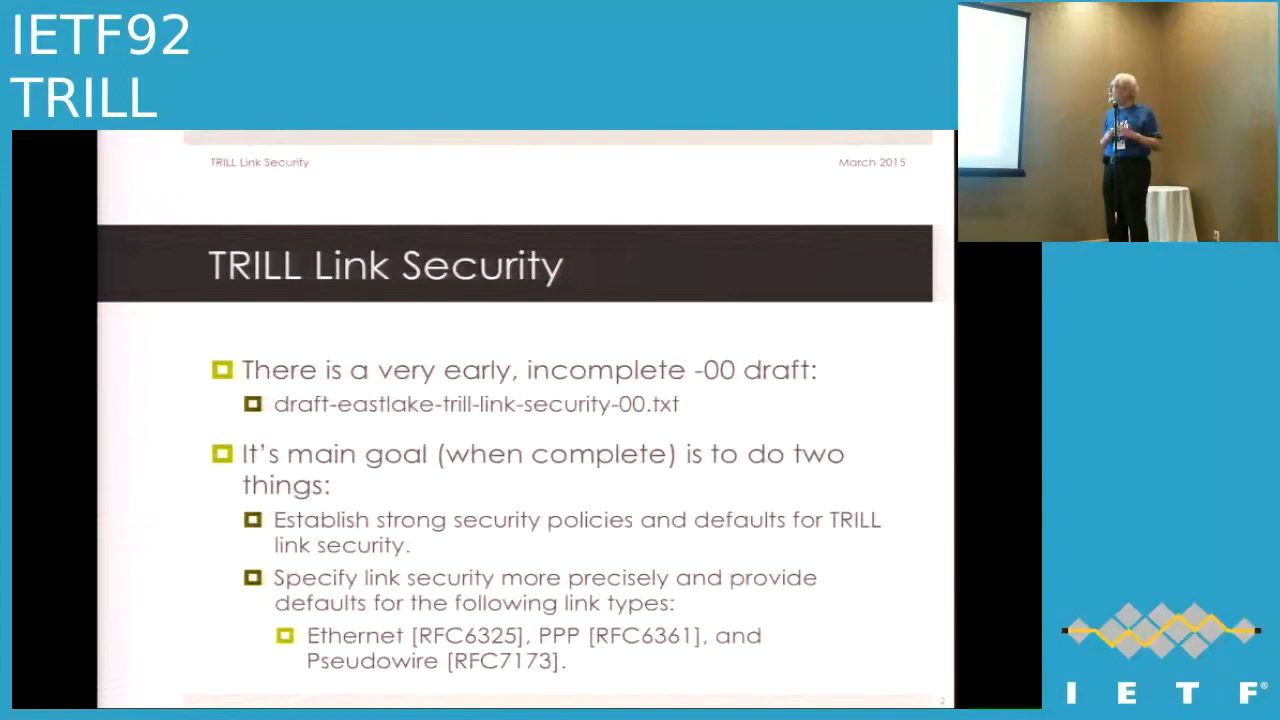 IETF92
TRILL
TRILL Link Security
March 2015
TRILL Link Security
There is a very early, incomplete -00 draft:
draft-eastlake-trill-link-security-00.txt
It's main goal (when complete) is to do two
things:
Establish strong security policies and defaults for TRILL
link security.
Specify link security more precisely and provide
defaults for the following link types:
Ethernet [RFC6325], PPP [RFC6361], and
Pseudowire [RFC7173].
2
I E T F®